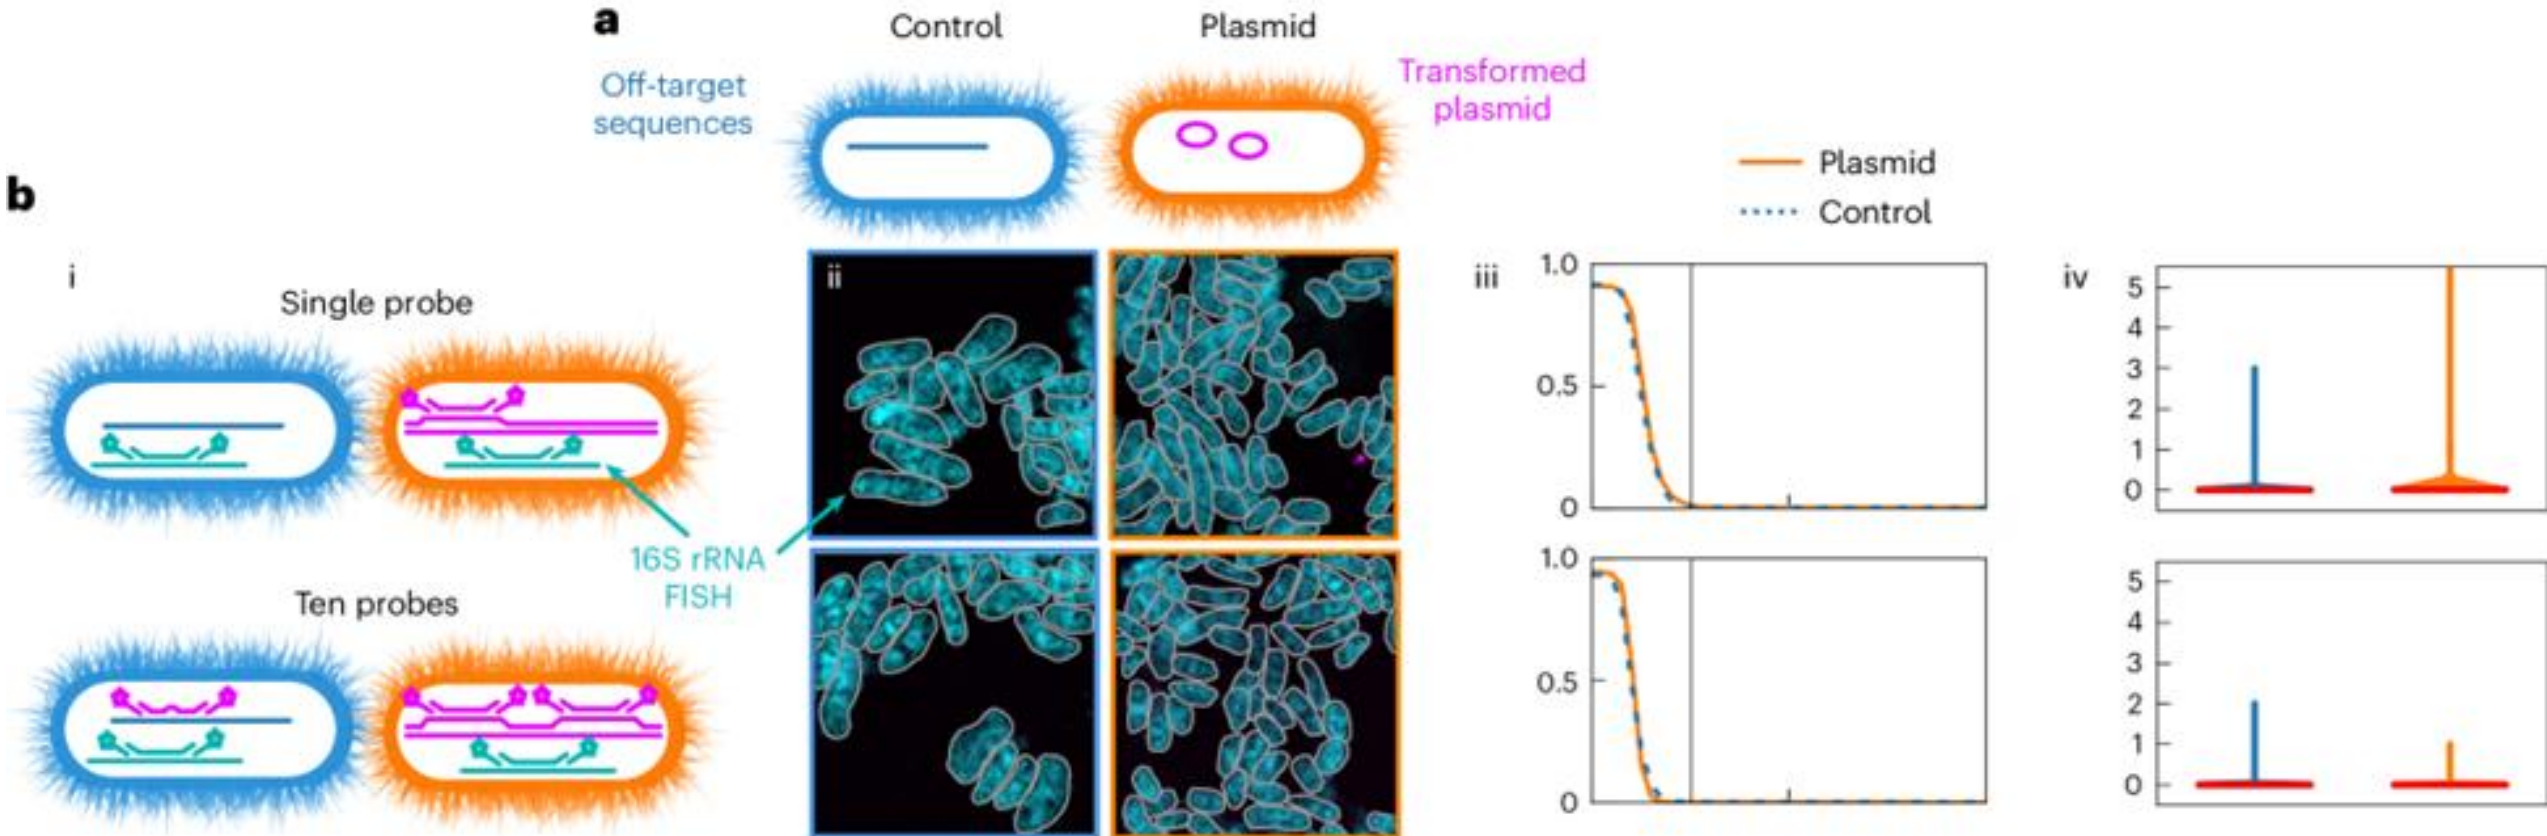 a
Control
Plasmid
Off-target
sequences
Transformed
plasmid
Plasmid
Control
b
i
Single probe
ii
iii
1.0
0.5
0
iv
5
4
3
2
1
0
16S rRNA
FISH
Ten probes
1.0
0.5
0
5
4
3
2
1
0